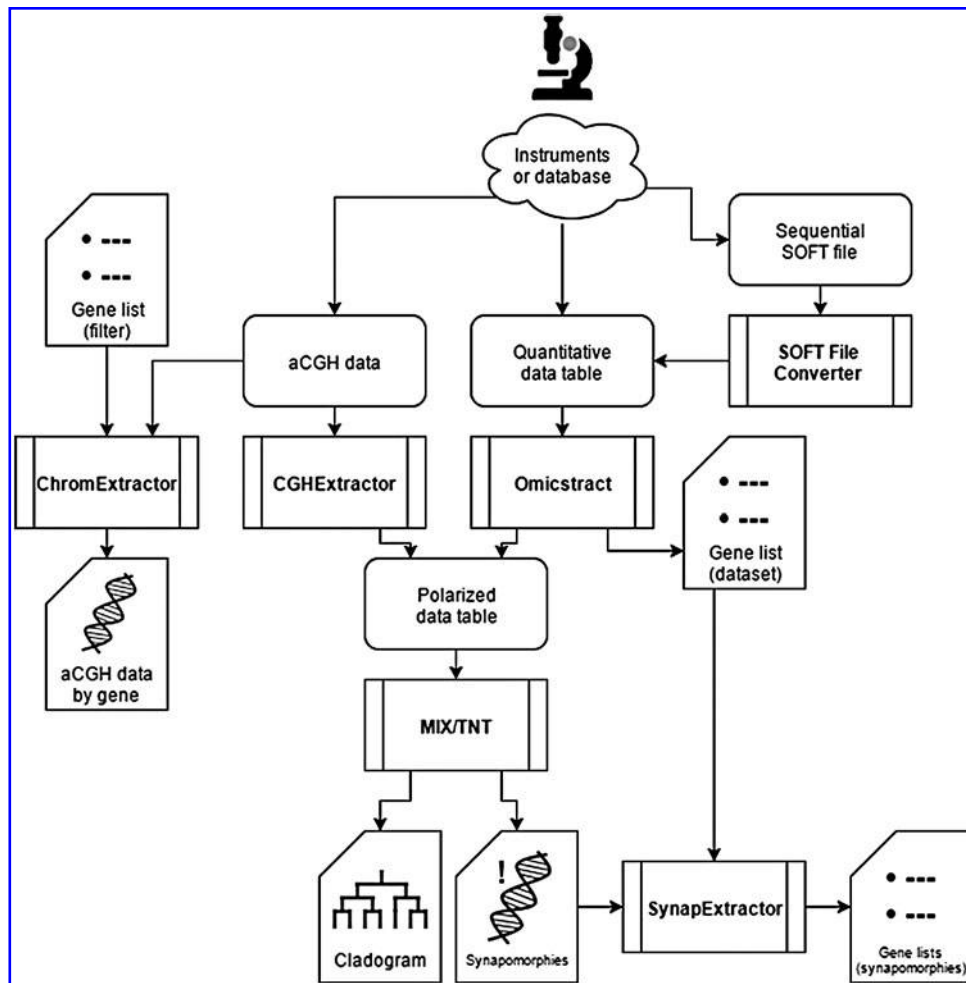 Instruments
or database
Sequential
SOFT file
Gene list
(filter)
aCGH data
Quantitative
data table
SOFT File
Converter
ChromExtractor
CGHExtractor
Omicstract
Gene list
(dataset)
Polarized
data table
aCGH data
by gene
MIX/TNT
!
Cladogram
Synapomorphies
SynapExtractor
Gene lists
(synapomorphies)